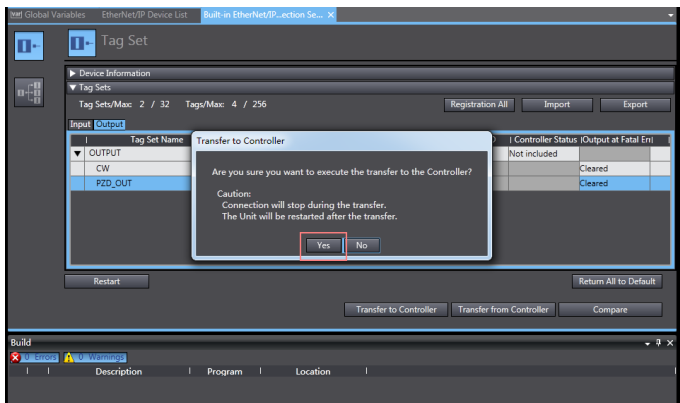 Global Variables EtherNet/IP Device List Built-in EtherNet/IP...ection Se... ×
Tag Set
Device Information
Tag Sets
Tag Sets/Max: 2 / 32 Tags/Max: 4 / 256 Registration All Import Export
Input Output
Tag Set Name | Controller Status |Output at Fatal Err|
OUTPUT Not included
CW Cleared
PZD_OUT Cleared
Transfer to Controller
Are you sure you want to execute the transfer to the Controller?
Caution:
Connection will stop during the transfer.
The Unit will be restarted after the transfer.
Yes No
Restart Return All to Default
Transfer to Controller Transfer from Controller Compare
Build
0 Errors 0 Warnings
Description | Program | Location |